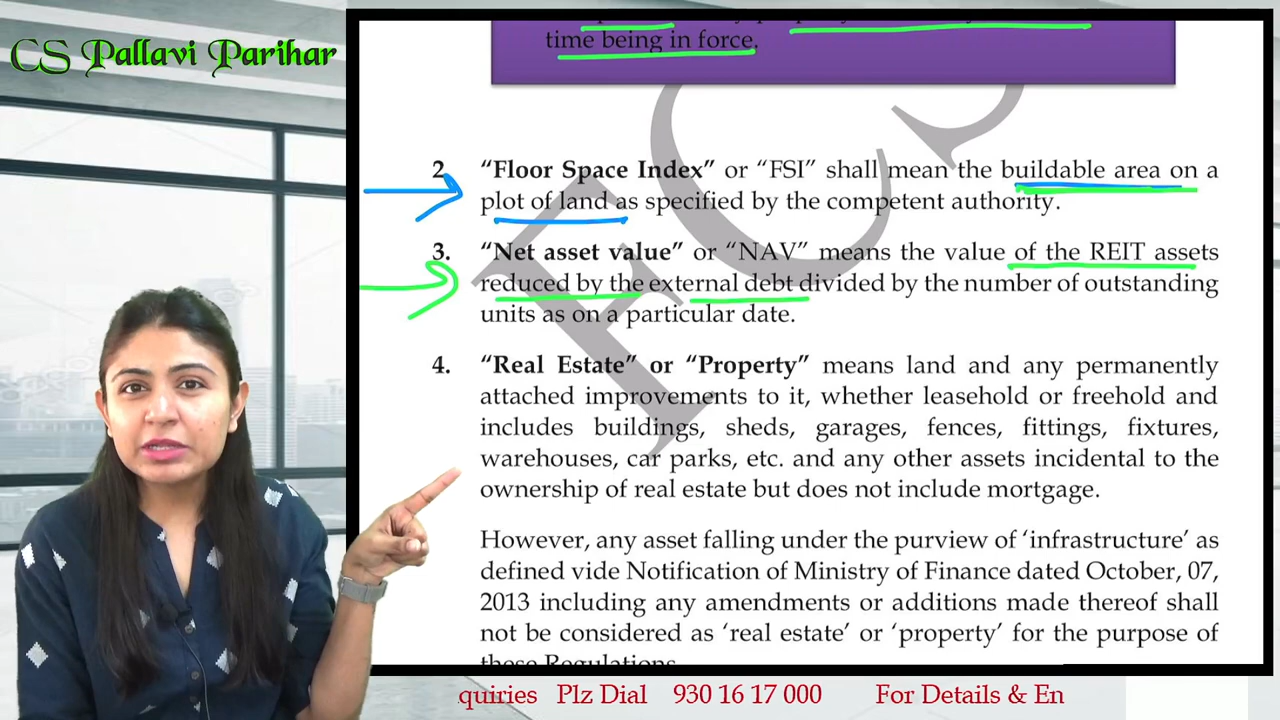 CS Pallavi Parihar
time being in force.
2. “Floor Space Index” or “FSI” shall mean the buildable area on a
plot of land as specified by the competent authority.
3. “Net asset value” or “NAV” means the value of the REIT assets
reduced by the external debt divided by the number of outstanding
units as on a particular date.
4. “Real Estate” or “Property” means land and any permanently
attached improvements to it, whether leasehold or freehold and
includes buildings, sheds, garages, fences, fittings, fixtures,
warehouses, car parks, etc. and any other assets incidental to the
ownership of real estate but does not include mortgage.
However, any asset falling under the purview of ‘infrastructure’ as
defined vide Notification of Ministry of Finance dated October, 07,
2013 including any amendments or additions made thereof shall
not be considered as ‘real estate’ or ‘property’ for the purpose of
these Regulations.
quiries Plz Dial 930 16 17 000 For Details & En